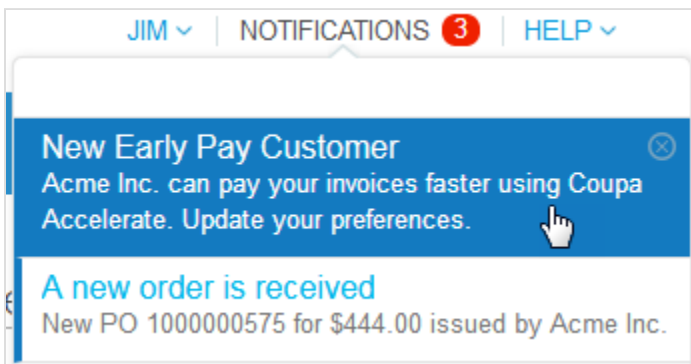 JIM NOTIFICATIONS 3 HELP
New Early Pay Customer
Acme Inc. can pay your invoices faster using Coupa
Accelerate. Update your preferences.
A new order is received
New PO 1000000575 for $444.00 issued by Acme Inc.